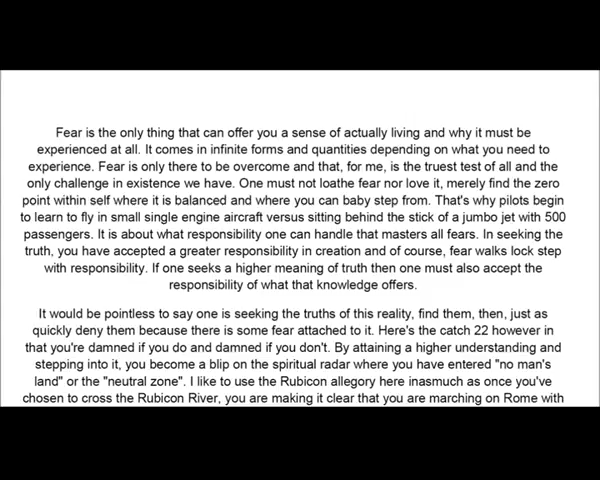 Fear is the only thing that can offer you a sense of actually living and why it must be
experienced at all. It comes in infinite forms and quantities depending on what you need to
experience. Fear is only there to be overcome and that, for me, is the truest test of all and the
only challenge in existence we have. One must not loathe fear nor love it, merely find the zero
point within self where it is balanced and where you can baby step from. That's why pilots begin
to learn to fly in small single engine aircraft versus sitting behind the stick of a jumbo jet with 500
passengers. It is about what responsibility one can handle that masters all fears. In seeking the
truth, you have accepted a greater responsibility in creation and of course, fear walks lock step
with responsibility. If one seeks a higher meaning of truth then one must also accept the
responsibility of what that knowledge offers.
It would be pointless to say one is seeking the truths of this reality, find them, then, just as
quickly deny them because there is some fear attached to it. Here's the catch 22 however in
that you're damned if you do and damned if you don't. By attaining a higher understanding and
stepping into it, you become a blip on the spiritual radar where you have entered "no man's
land" or the "neutral zone". I like to use the Rubicon allegory here inasmuch as once you've
chosen to cross the Rubicon River, you are making it clear that you are marching on Rome with